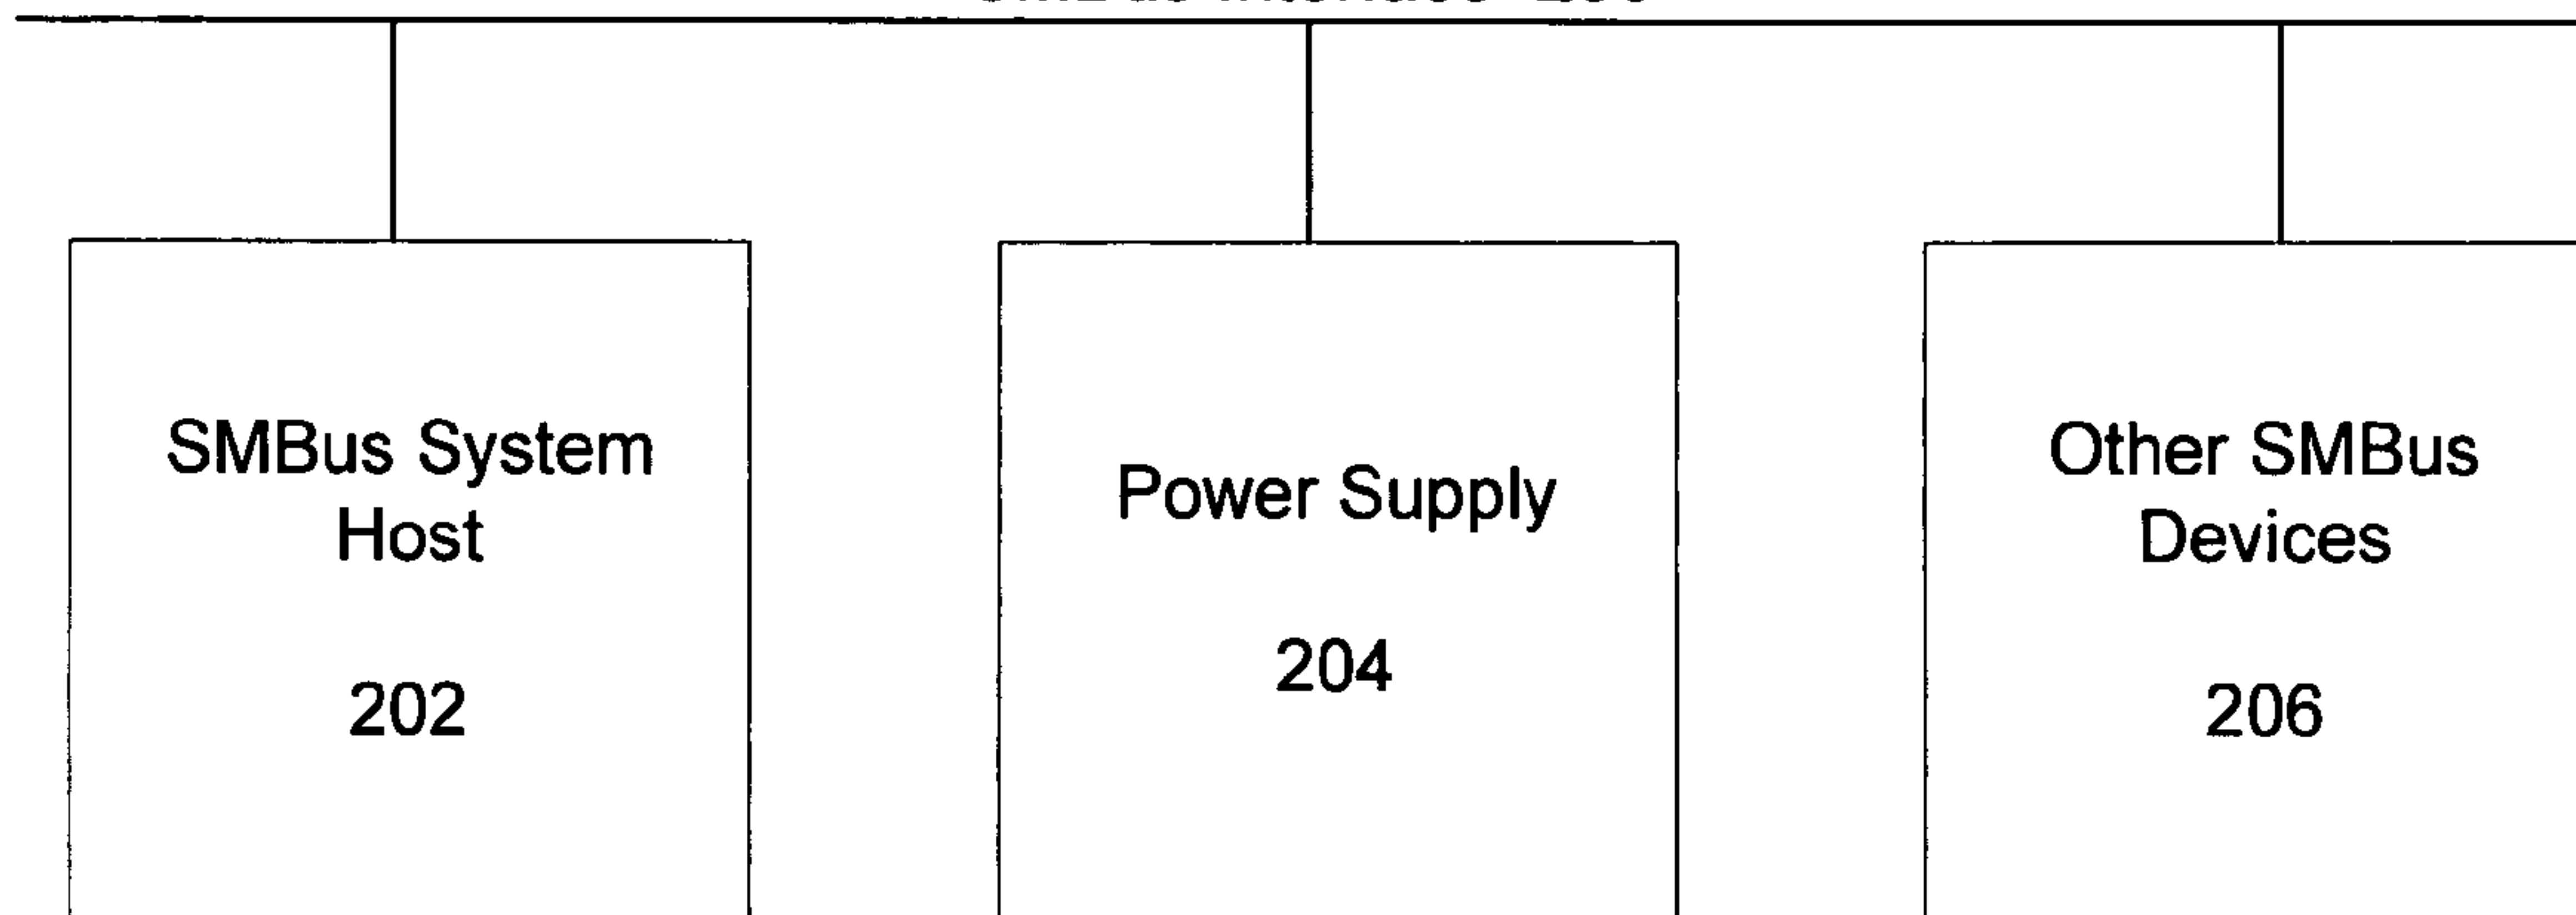 SMBus System
Host
202
Power Supply
204
Other SMBus
Devices
206